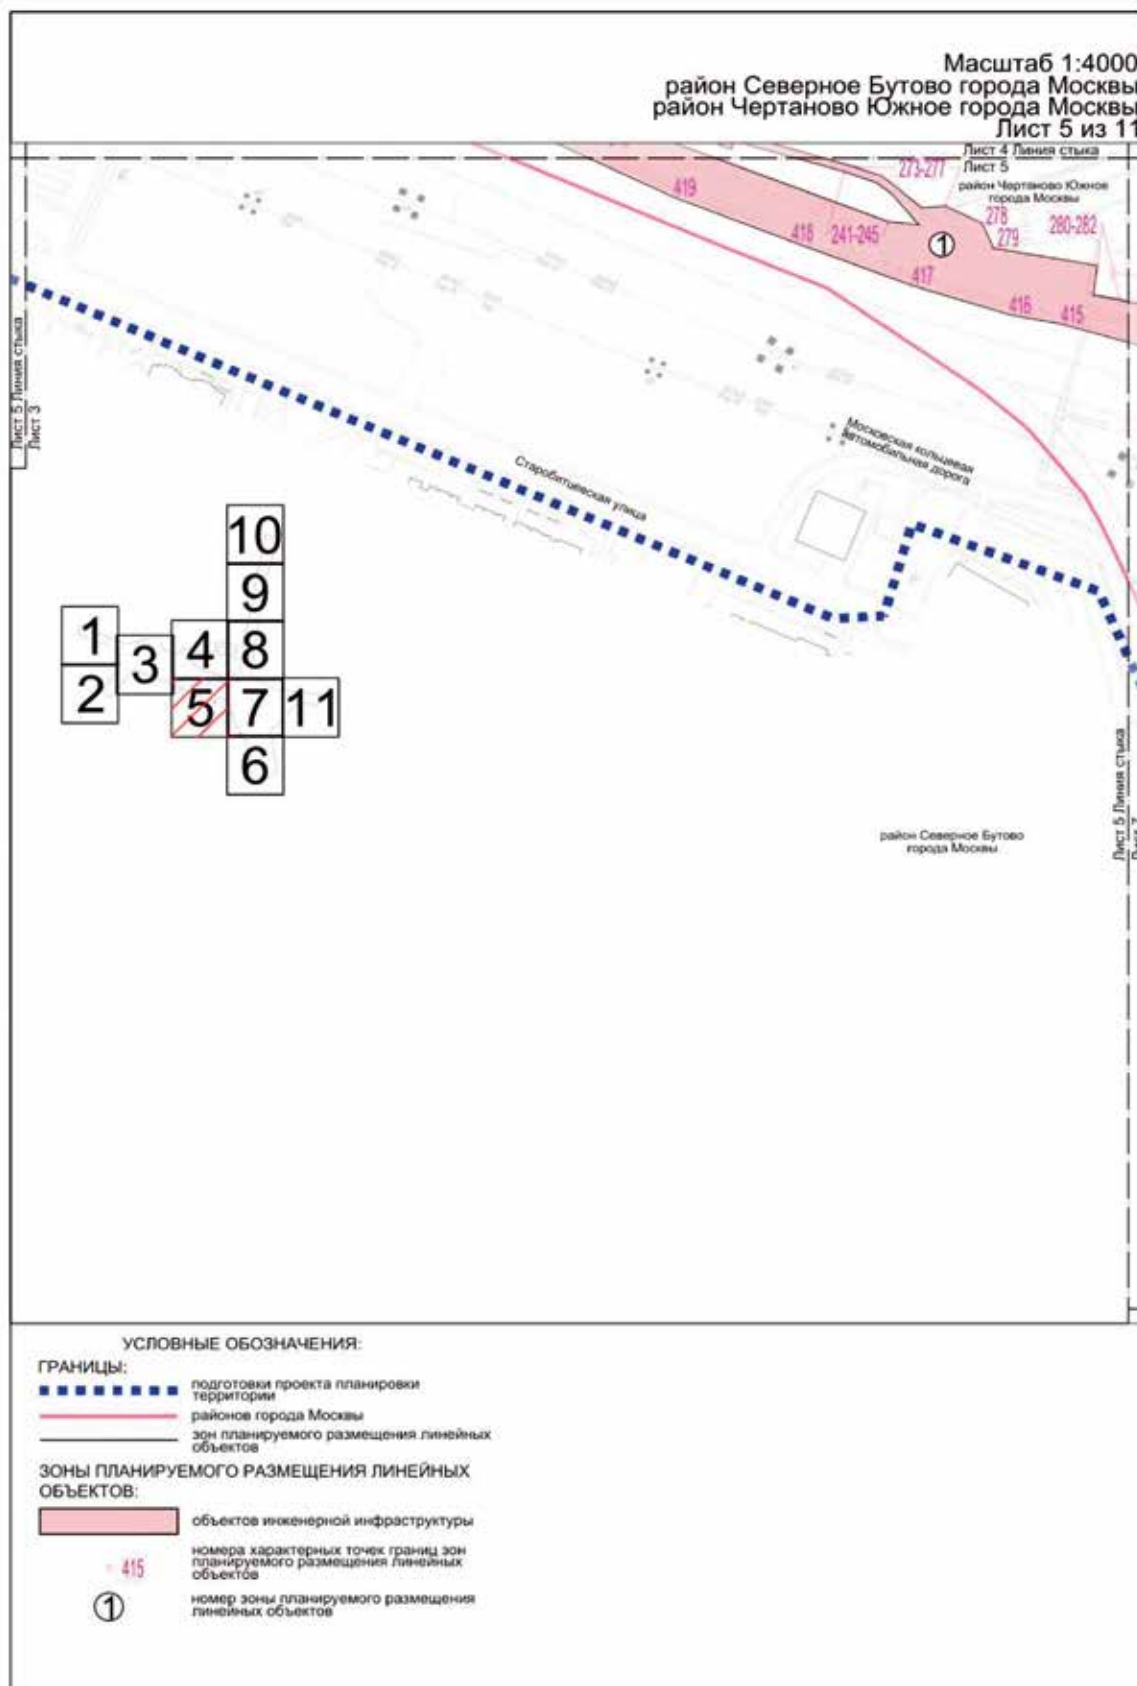 Масштаб 1:4000
район Северное Бутово города Москвы
район Чертаново Южное города Москвы
Лист 5 из 11
Лист 4 Линия стыка
Лист 5
273-277
район Чертаново Южное
города Москвы
419
418
241-245
1
278
279
280-282
417
416
415
Лист 5 Линия стыка
Лист 3
Московская кольцевая
автомобильная дорога
Старобитцевская улица
10
9
1
4
8
3
2
5
7
11
6
Лист 5 Линия стыка
район Северное Бутово
города Москвы
УСЛОВНЫЕ ОБОЗНАЧЕНИЯ:
ГРАНИЦЫ:
подготовки проекта планировки
территории
районов города Москвы
зон планируемого размещения линейных
объектов
ЗОНЫ ПЛАНИРУЕМОГО РАЗМЕЩЕНИЯ ЛИНЕЙНЫХ
ОБЪЕКТОВ:
объектов инженерной инфраструктуры
415
номера характерных точек границ зон
планируемого размещения линейных
объектов
1
номер зоны планируемого размещения
линейных объектов